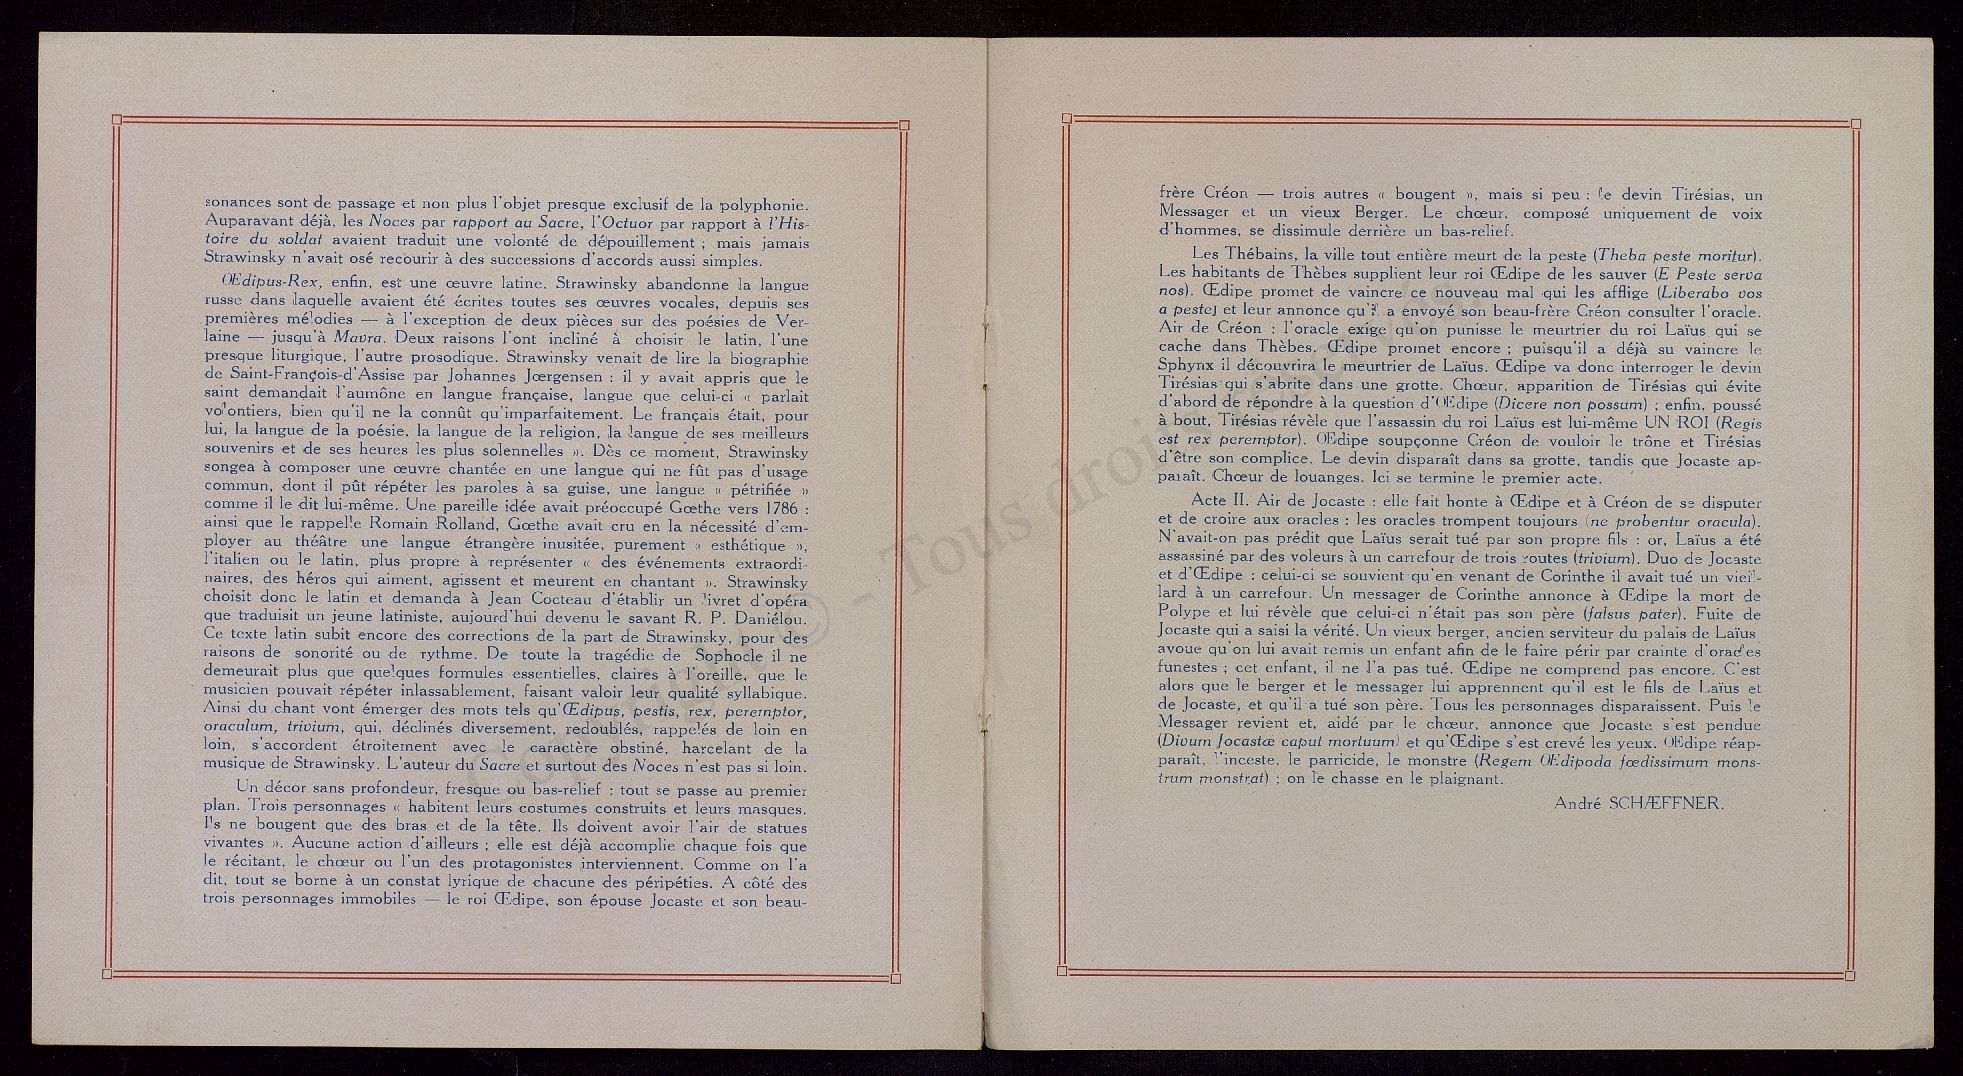 sonances sont de passage et non plus l'objet presque exclusif de la polyphonie.
Auparavant déjà, les Noces par rapport au Sacre, l'Octuor par rapport à l'His-
toire du soldat avaient traduit une volonté de dépouillement ; mais jamais
Strawinsky n'avait osé recourir à des successions d'accords aussi simples.
Œdipus-Rex, enfin, est une œuvre latine. Strawinsky abandonne la langue
russe dans laquelle avaient été écrites toutes ses œuvres vocales, depuis ses
premières mélodies — à l'exception de deux pièces sur des poésies de Ver-
laine — jusqu'à Mavra. Deux raisons l'ont incliné à choisir le latin, l'une
presque liturgique, l'autre prosodique. Strawinsky venait de lire la biographie
de Saint-François-d'Assise par Johannes Jœrgensen : il y avait appris que le
saint demandait l'aumône en langue française, langue que celui-ci « parlait
volontiers, bien qu'il ne la connût qu'imparfaitement. Le français était, pour
lui, la langue de la poésie, la langue de la religion, la langue de ses meilleurs
souvenirs et de ses heures les plus solennelles ». Dès ce moment, Strawinsky
songea à composer une œuvre chantée en une langue qui ne fût pas d'usage
commun, dont il pût répéter les paroles à sa guise, une langue « pétrifiée »
comme il le dit lui-même. Une pareille idée avait préoccupé Gœthe vers 1786 :
ainsi que le rappelle Romain Rolland, Gœthe avait cru en la nécessité d'em-
ployer au théâtre une langue étrangère inusitée, purement « esthétique »,
l'italien ou le latin, plus propre à représenter « des événements extraordi-
naires, des héros qui aiment, agissent et meurent en chantant ». Strawinsky
choisit donc le latin et demanda à Jean Cocteau d'établir un livret d'opéra
que traduisit un jeune latiniste, aujourd'hui devenu le savant R. P. Daniélou.
Ce texte latin subit encore des corrections de la part de Strawinsky, pour des
raisons de sonorité ou de rythme. De toute la tragédie de Sophocle il ne
demeurait plus que quelques formules essentielles, claires à l'oreille, que le
musicien pouvait répéter inlassablement, faisant valoir leur qualité syllabique.
Ainsi du chant vont émerger des mots tels qu'Œdipus, pestis, rex, peremptor,
oraculum, trivium, qui, déclinés diversement, redoublés, rappelés de loin en
loin, s'accordent étroitement avec le caractère obstiné, harcelant de la
musique de Strawinsky. L'auteur du Sacre et surtout des Noces n'est pas si loin.
Un décor sans profondeur, fresque ou bas-relief : tout se passe au premier
plan. Trois personnages « habitent leurs costumes construits et leurs masques.
Ils ne bougent que des bras et de la tête. Ils doivent avoir l'air de statues
vivantes ». Aucune action d'ailleurs ; elle est déjà accomplie chaque fois que
le récitant, le chœur ou l'un des protagonistes interviennent. Comme on l'a
dit, tout se borne à un constat lyrique de chacune des péripéties. A côté des
trois personnages immobiles — le roi Œdipe, son épouse Jocaste et son beau-
frère Créon — trois autres « bougent », mais si peu : le devin Tirésias, un
Messager et un vieux Berger. Le chœur, composé uniquement de voix
d'hommes, se dissimule derrière un bas-relief.
Les Thébains, la ville tout entière meurt de la peste (Theba peste moritur).
Les habitants de Thèbes supplient leur roi Œdipe de les sauver (E Peste serva
nos). Œdipe promet de vaincre ce nouveau mal qui les afflige (Liberabo vos
a peste) et leur annonce qu'il a envoyé son beau-frère Créon consulter l'oracle.
Air de Créon : l'oracle exige qu'on punisse le meurtrier du roi Laïus qui se
cache dans Thèbes. Œdipe promet encore ; puisqu'il a déjà su vaincre le
Sphynx il découvrira le meurtrier de Laïus. Œdipe va donc interroger le devin
Tirésias qui s'abrite dans une grotte. Chœur, apparition de Tirésias qui évite
d'abord de répondre à la question d'Œdipe (Dicere non possum) ; enfin, poussé
à bout, Tirésias révèle que l'assassin du roi Laïus est lui-même UN ROI (Regis
est rex peremptor). Œdipe soupçonne Créon de vouloir le trône et Tirésias
d'être son complice. Le devin disparaît dans sa grotte, tandis que Jocaste ap-
paraît. Chœur de louanges. Ici se termine le premier acte.
Acte II. Air de Jocaste : elle fait honte à Œdipe et à Créon de se disputer
et de croire aux oracles : les oracles trompent toujours (ne probentur oracula).
N'avait-on pas prédit que Laïus serait tué par son propre fils : or, Laïus a été
assassiné par des voleurs à un carrefour de trois routes (trivium). Duo de Jocaste
et d'Œdipe : celui-ci se souvient qu'en venant de Corinthe il avait tué un vieil-
lard à un carrefour. Un messager de Corinthe annonce à Œdipe la mort de
Polype et lui révèle que celui-ci n'était pas son père (falsus pater). Fuite de
Jocaste qui a saisi la vérité. Un vieux berger, ancien serviteur du palais de Laïus
avoue qu'on lui avait remis un enfant afin de le faire périr par crainte d'oracles
funestes ; cet enfant, il ne l'a pas tué. Œdipe ne comprend pas encore. C'est
alors que le berger et le messager lui apprennent qu'il est le fils de Laïus et
de Jocaste, et qu'il a tué son père. Tous les personnages disparaissent. Puis le
Messager revient et, aidé par le chœur, annonce que Jocaste s'est pendue
(Divum Jocastæ caput mortuum) et qu'Œdipe s'est crevé les yeux. Œdipe réap-
paraît, l'inceste, le parricide, le monstre (Regem Œdipoda fœdissimum mons-
trum monstrat) ; on le chasse en le plaignant.
André SCHÆFFNER.
Copyright © - Tous droits réservés.